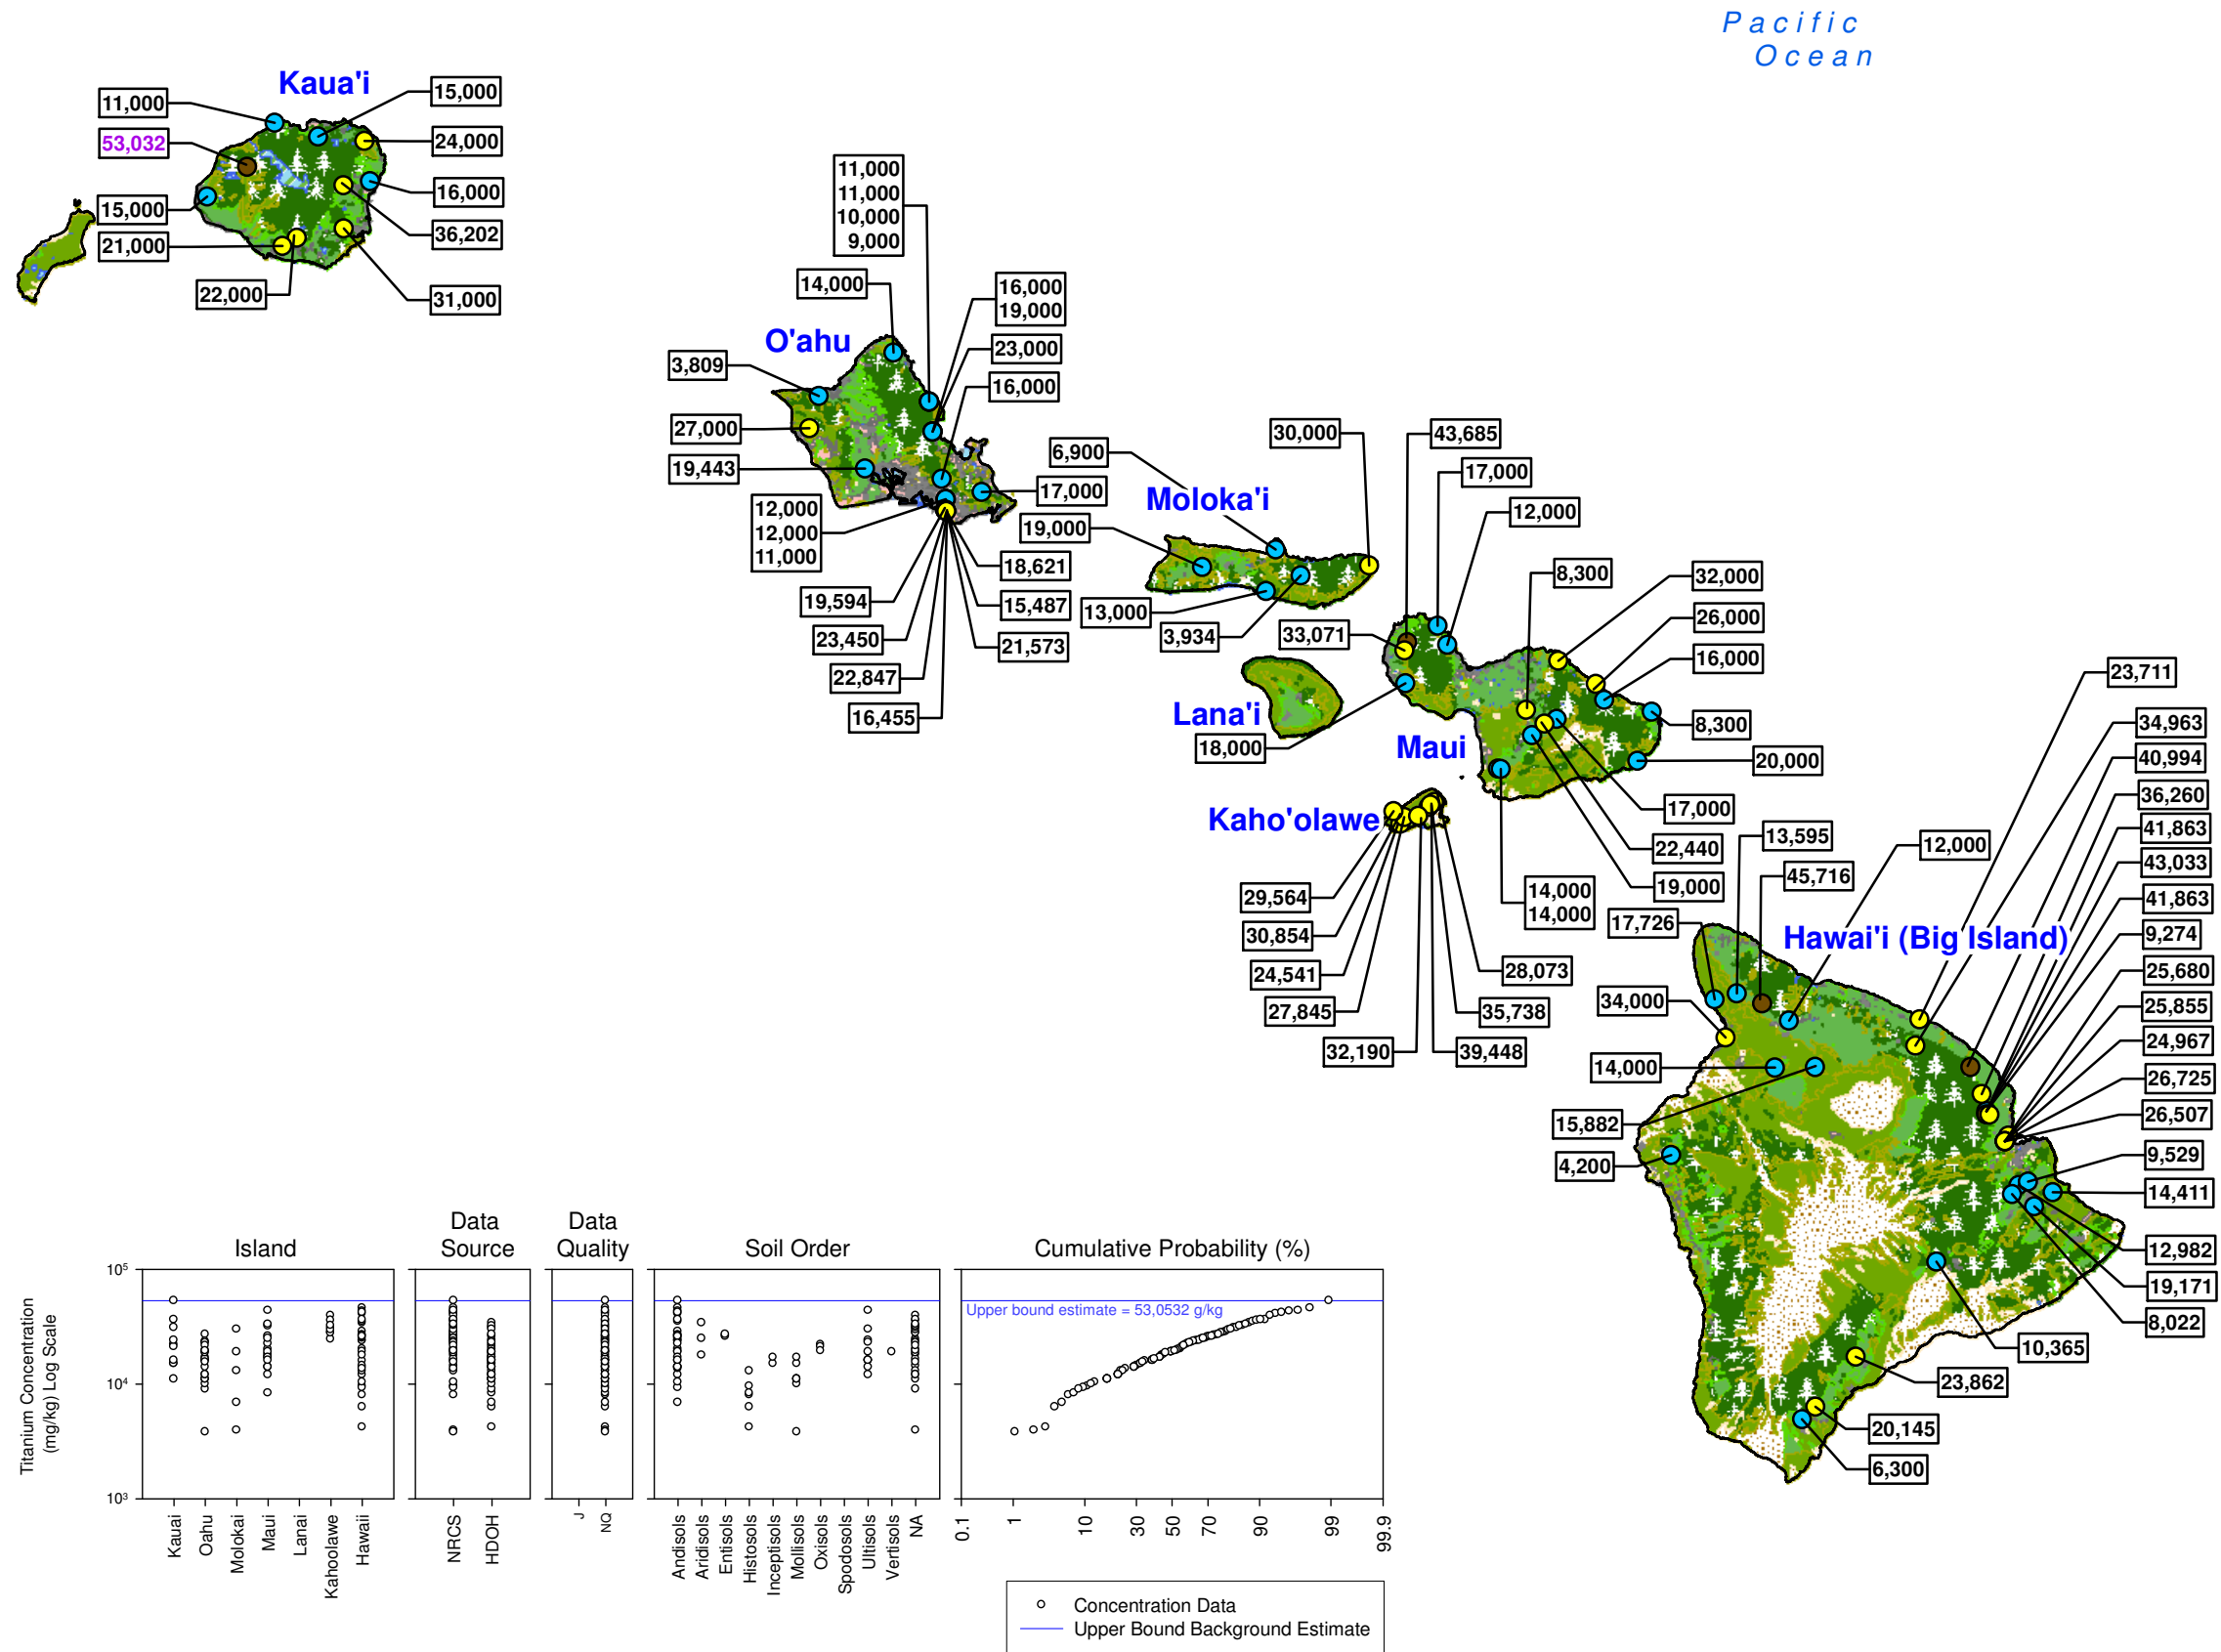 Pacific
Ocean
Kaua'i
11,000
15,000
53,032
24,000
16,000
15,000
36,202
21,000
22,000
31,000
11,000
11,000
10,000
9,000
14,000
16,000
19,000
O'ahu
23,000
3,809
16,000
27,000
19,443
17,000
12,000
12,000
11,000
18,621
19,594
15,487
23,450
21,573
22,847
16,455
6,900
30,000
Moloka'i
19,000
13,000
3,934
43,685
17,000
12,000
8,300
32,000
26,000
33,071
16,000
Lana'i
18,000
Maui
8,300
20,000
17,000
22,440
19,000
14,000
14,000
Kaho'olawe
29,564
30,854
24,541
27,845
32,190
28,073
35,738
39,448
23,711
34,963
40,994
36,260
41,863
43,033
41,863
9,274
25,680
25,855
24,967
26,725
26,507
9,529
14,411
12,982
19,171
8,022
10,365
23,862
20,145
6,300
13,595
12,000
45,716
17,726
Hawai'i (Big Island)
34,000
14,000
15,882
4,200
Island
Data
Source
Data
Quality
Soil Order
Cumulative Probability (%)
Titanium Concentration
(mg/kg) Log Scale
10⁵
10⁴
10³
Upper bound estimate = 53,0532 g/kg
Kauai
Oahu
Molokai
Maui
Lanai
Kahoolawe
Hawaii
NRCS
HDOH
J
NQ
Andisols
Aridisols
Entisols
Histosols
Inceptisols
Mollisols
Oxisols
Spodosols
Ultisols
Vertisols
NA
0.1
1
10
30
50
70
90
99
99.9
Concentration Data
Upper Bound Background Estimate